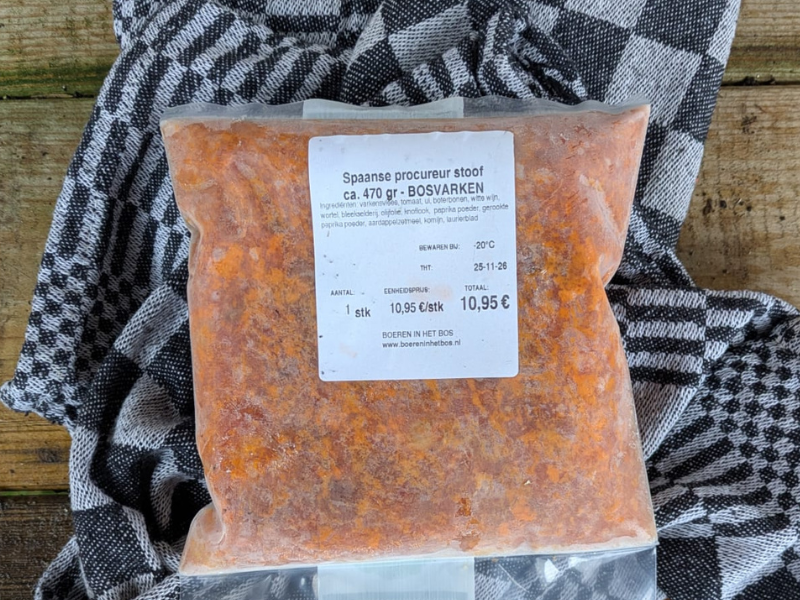 Spaanse procureur stoof
ca. 470 gr - BOSVARKEN
Ingrediënten: varkensvlees, tomaat, ui, boterbonen, witte wijn,
wortel, bleekselderij, olijfolie, knoflook, paprika poeder, gerookte
paprika poeder, aardappelzetmeel, komijn, laurierblad
BEWAREN BIJ: -20°C
THT: 25-11-26
AANTAL: EENHEIDSPRIJS: TOTAAL:
1 stk 10,95 €/stk 10,95 €
BOEREN IN HET BOS
www.boereninhetbos.nl